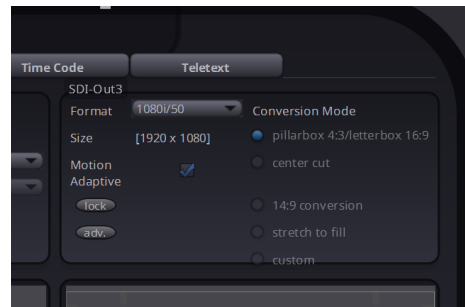 Time Code
Teletext
SDI-Out3
Format
1080i/50
Size
[1920 x 1080]
Motion
Adaptive
lock
adv.
Conversion Mode
pillarbox 4:3/letterbox 16:9
center cut
14:9 conversion
stretch to fill
custom